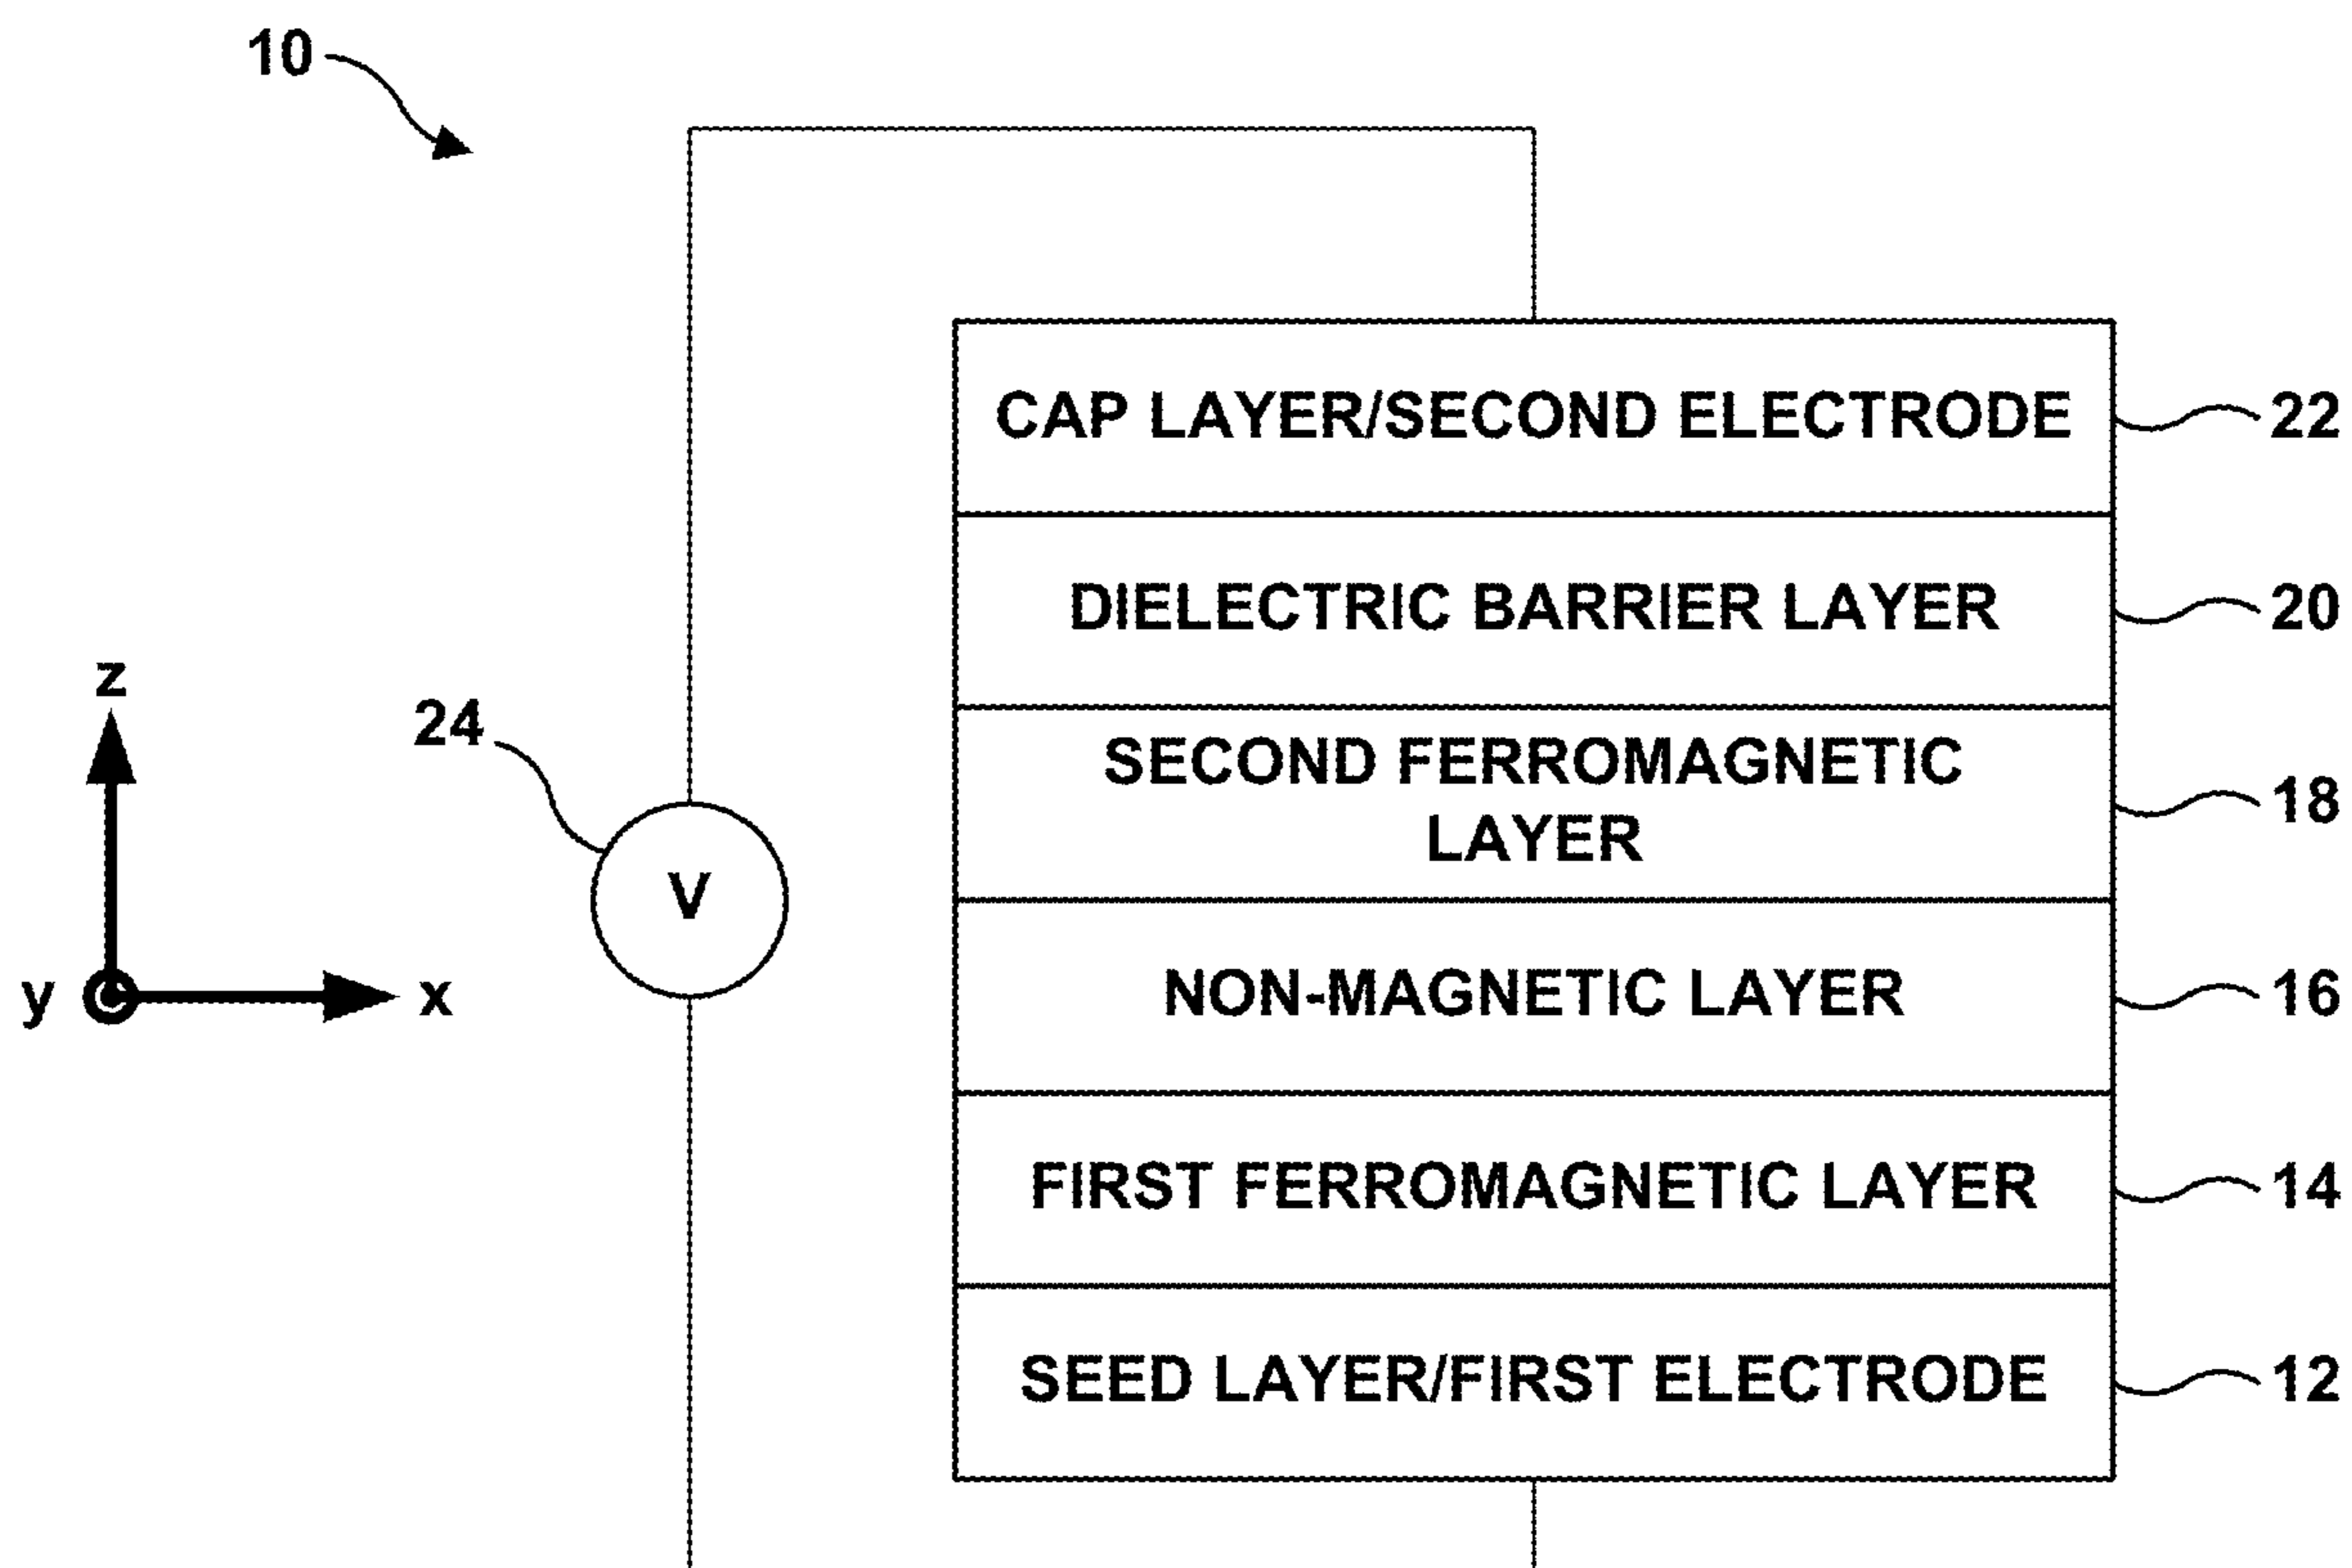 10
CAP LAYER/SECOND ELECTRODE
22
DIELECTRIC BARRIER LAYER
20
z
24
SECOND FERROMAGNETIC
LAYER
18
V
y
x
NON-MAGNETIC LAYER
16
FIRST FERROMAGNETIC LAYER
14
SEED LAYER/FIRST ELECTRODE
12